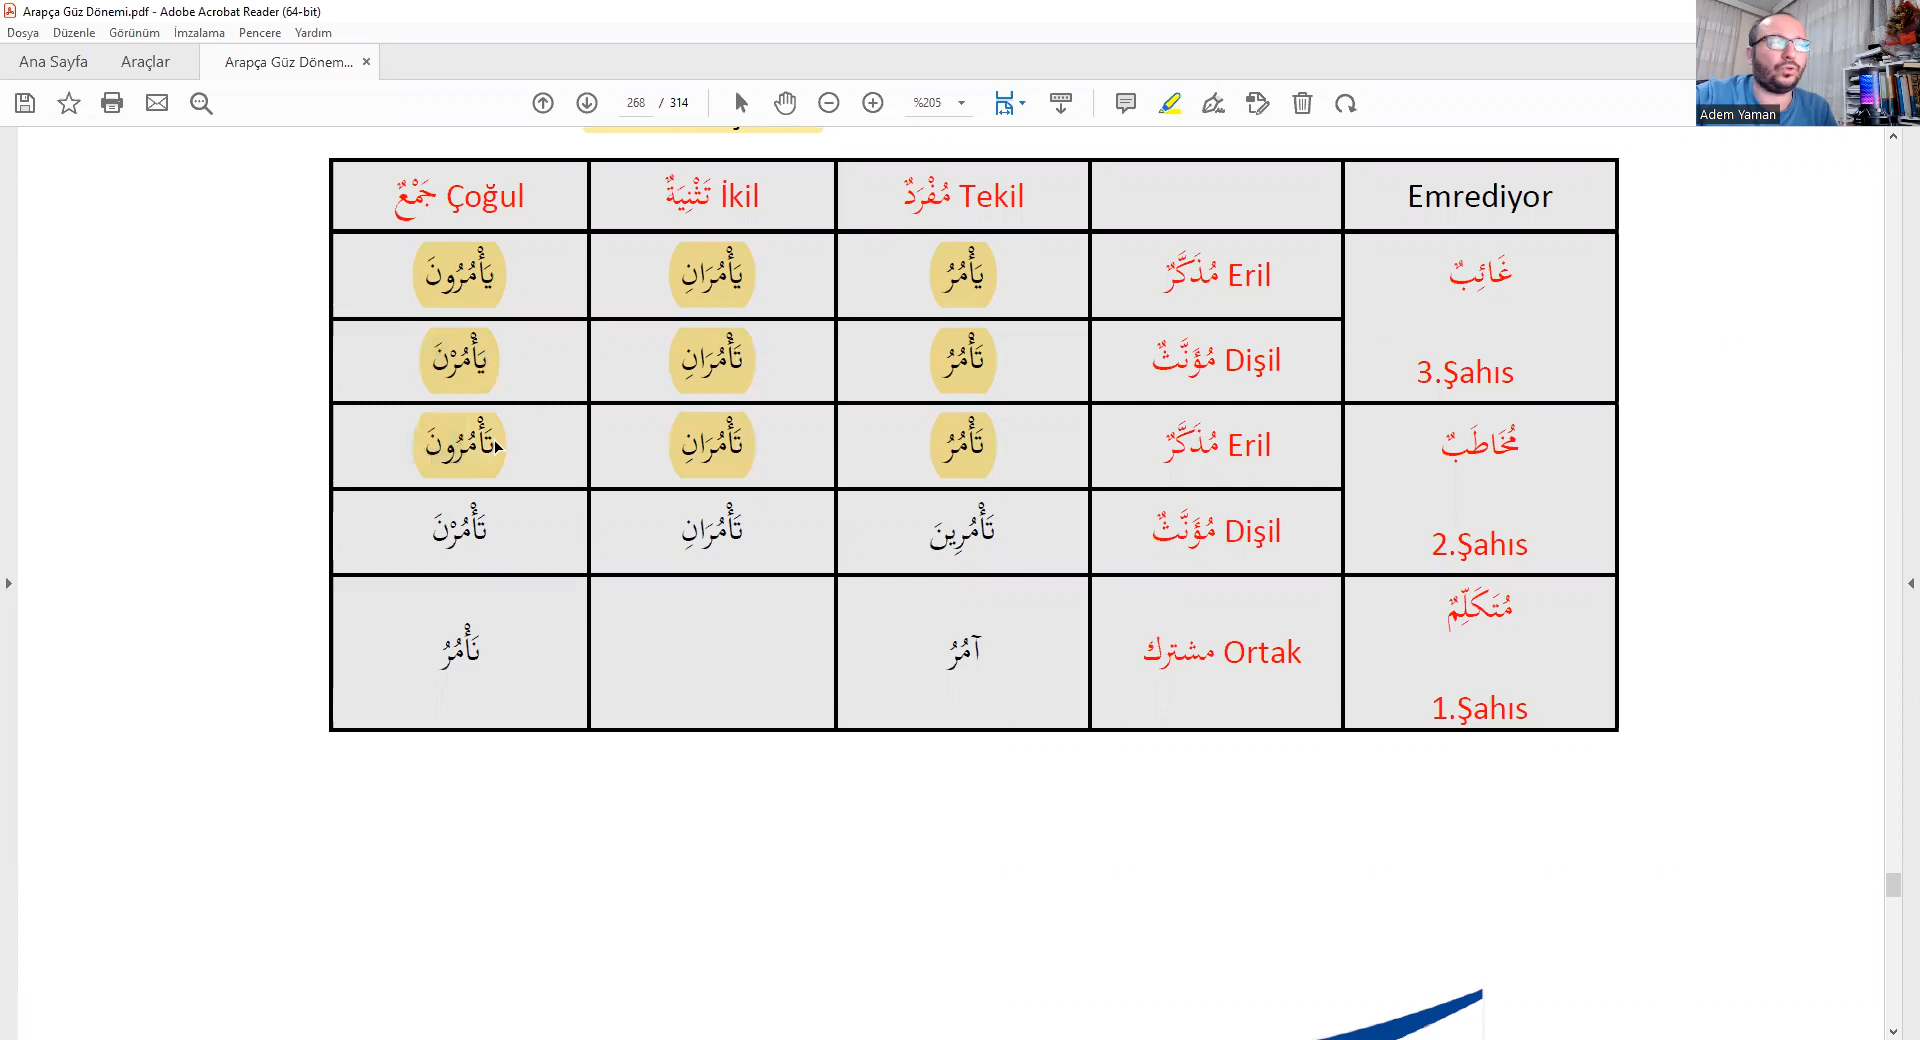 Arapça Güz Dönemi.pdf - Adobe Acrobat Reader (64-bit)
Dosya Düzenle Görünüm İmzalama Pencere Yardım
Ana Sayfa Araçlar Arapça Güz Dönem... ×
268 / 314 %205
Adem Yaman
Çoğul جَمْعٌ İkil تَثْنِيَةٌ Tekil مُفْرَدٌ Emrediyor
يَأْمُرُونَ يَأْمُرَانِ يَأْمُرُ Eril مُذَكَّرٌ غَائِبٌ
يَأْمُرْنَ تَأْمُرَانِ تَأْمُرُ Dişil مُؤَنَّثٌ 3.Şahıs
تَأْمُرُونَ تَأْمُرَانِ تَأْمُرُ Eril مُذَكَّرٌ مُخَاطَبٌ
تَأْمُرْنَ تَأْمُرَانِ تَأْمُرِينَ Dişil مُؤَنَّثٌ 2.Şahıs
مُتَكَلِّمٌ
نَأْمُرُ آمُرُ Ortak مشترك
1.Şahıs